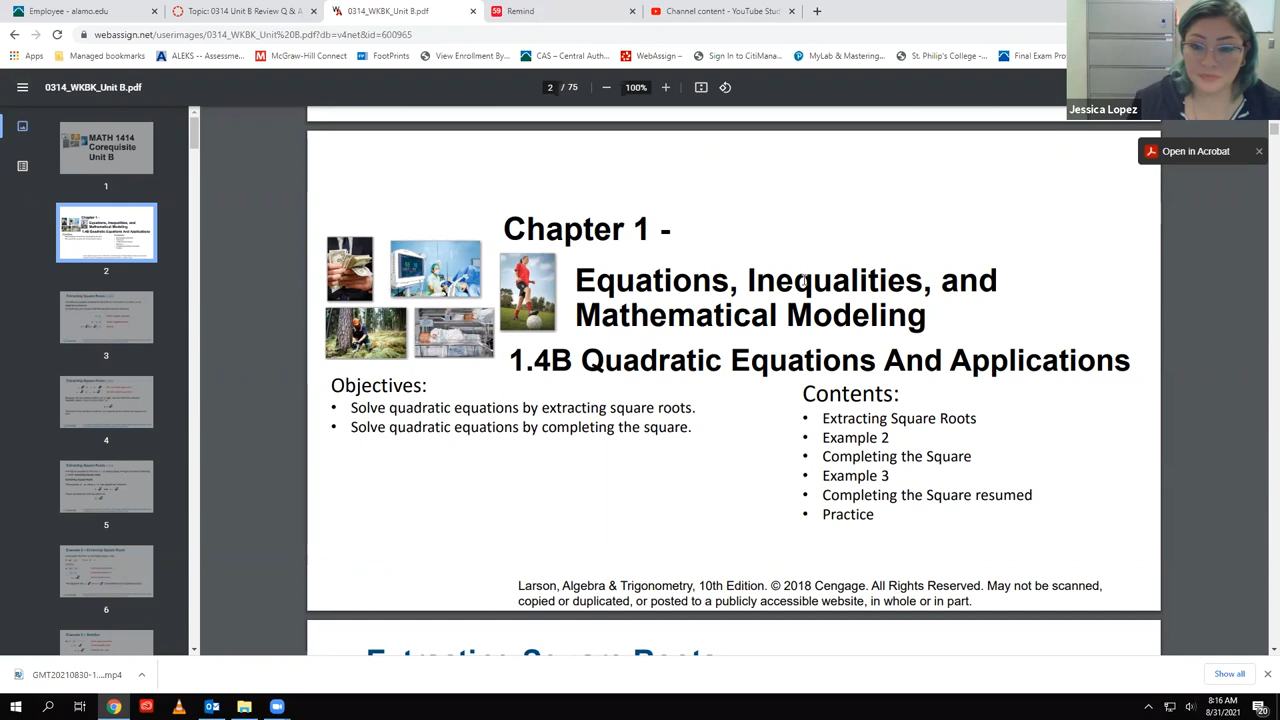 Employee - alamo.edu
Topic: 0314 Unit B Review Q & A
0314_WKBK_Unit B.pdf
59 Remind
Channel content - YouTube Stud
webassign.net/userimages/0314_WKBK_Unit%20B.pdf?db=v4net&id=600965
Apps
Managed bookmarks
ALEKS -- Assessme...
McGraw-Hill Connect
FootPrints
View Enrollment By...
CAS – Central Auth...
WebAssign –
Sign In to CitiMana...
MyLab & Mastering...
St. Philip's College -...
Final Exam Pro
0314_WKBK_Unit B.pdf
2 / 75
100%
Jessica Lopez
Open in Acrobat
MATH 1414
Corequisite
Unit B
1
2
3
4
5
6
Chapter 1 -
Equations, Inequalities, and
Mathematical Modeling
1.4B Quadratic Equations And Applications
Objectives:
• Solve quadratic equations by extracting square roots.
• Solve quadratic equations by completing the square.
Contents:
• Extracting Square Roots
• Example 2
• Completing the Square
• Example 3
• Completing the Square resumed
• Practice
Larson, Algebra & Trigonometry, 10th Edition. © 2018 Cengage. All Rights Reserved. May not be scanned,
copied or duplicated, or posted to a publicly accessible website, in whole or in part.
Extracting Square Roots
GMT20210830-1....mp4
Show all
8:16 AM
8/31/2021
20